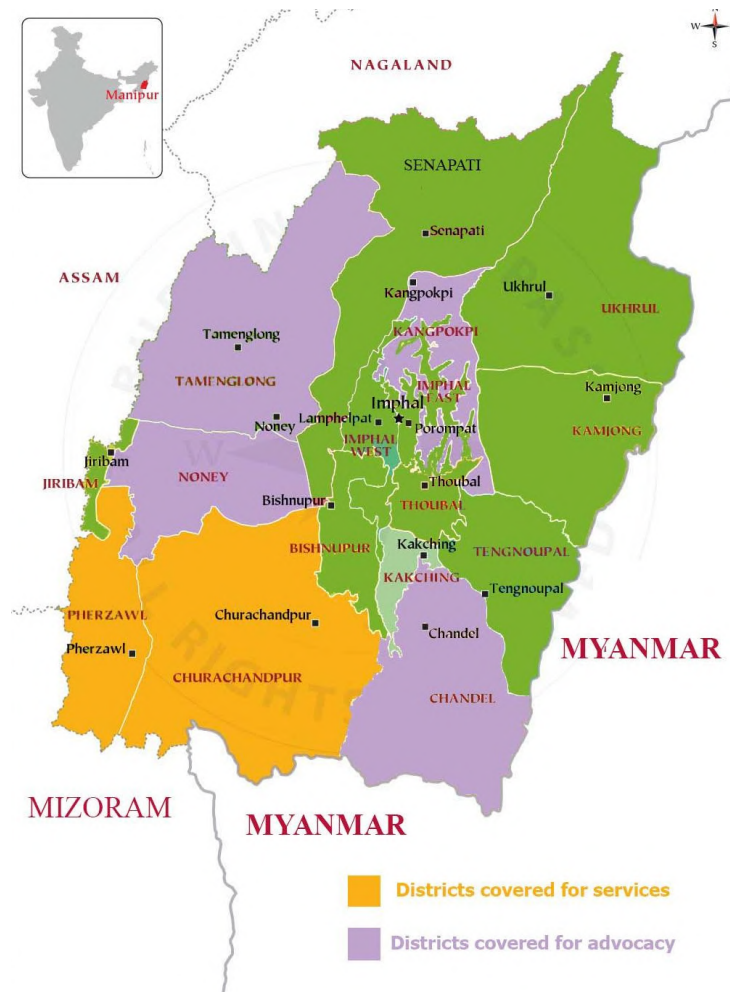 NAGALAND
W
S
Manipur
SENAPATI
Senapati
ASSAM
Kangpokpi
Ukhrul
UKHRUL
KANGPOKPI
Tamenglong
TAMENGLONG
IMPHAL
EAST
Kamjong
KAMJONG
Imphal
Noney
Lamphelpat
Porompat
IMPHAL
WEST
Jiribam
JIRIBAM
NONEY
Thoubal
THOUBAL
Bishnupur
BISHNUPUR
Kakching
KAKCHING
TENGNOUPAL
Tengnoupal
PHERZAWL
Churachandpur
Chandel
Pherzawl
CHURACHANDPUR
CHANDEL
MYANMAR
MIZORAM
MYANMAR
Districts covered for services
Districts covered for advocacy